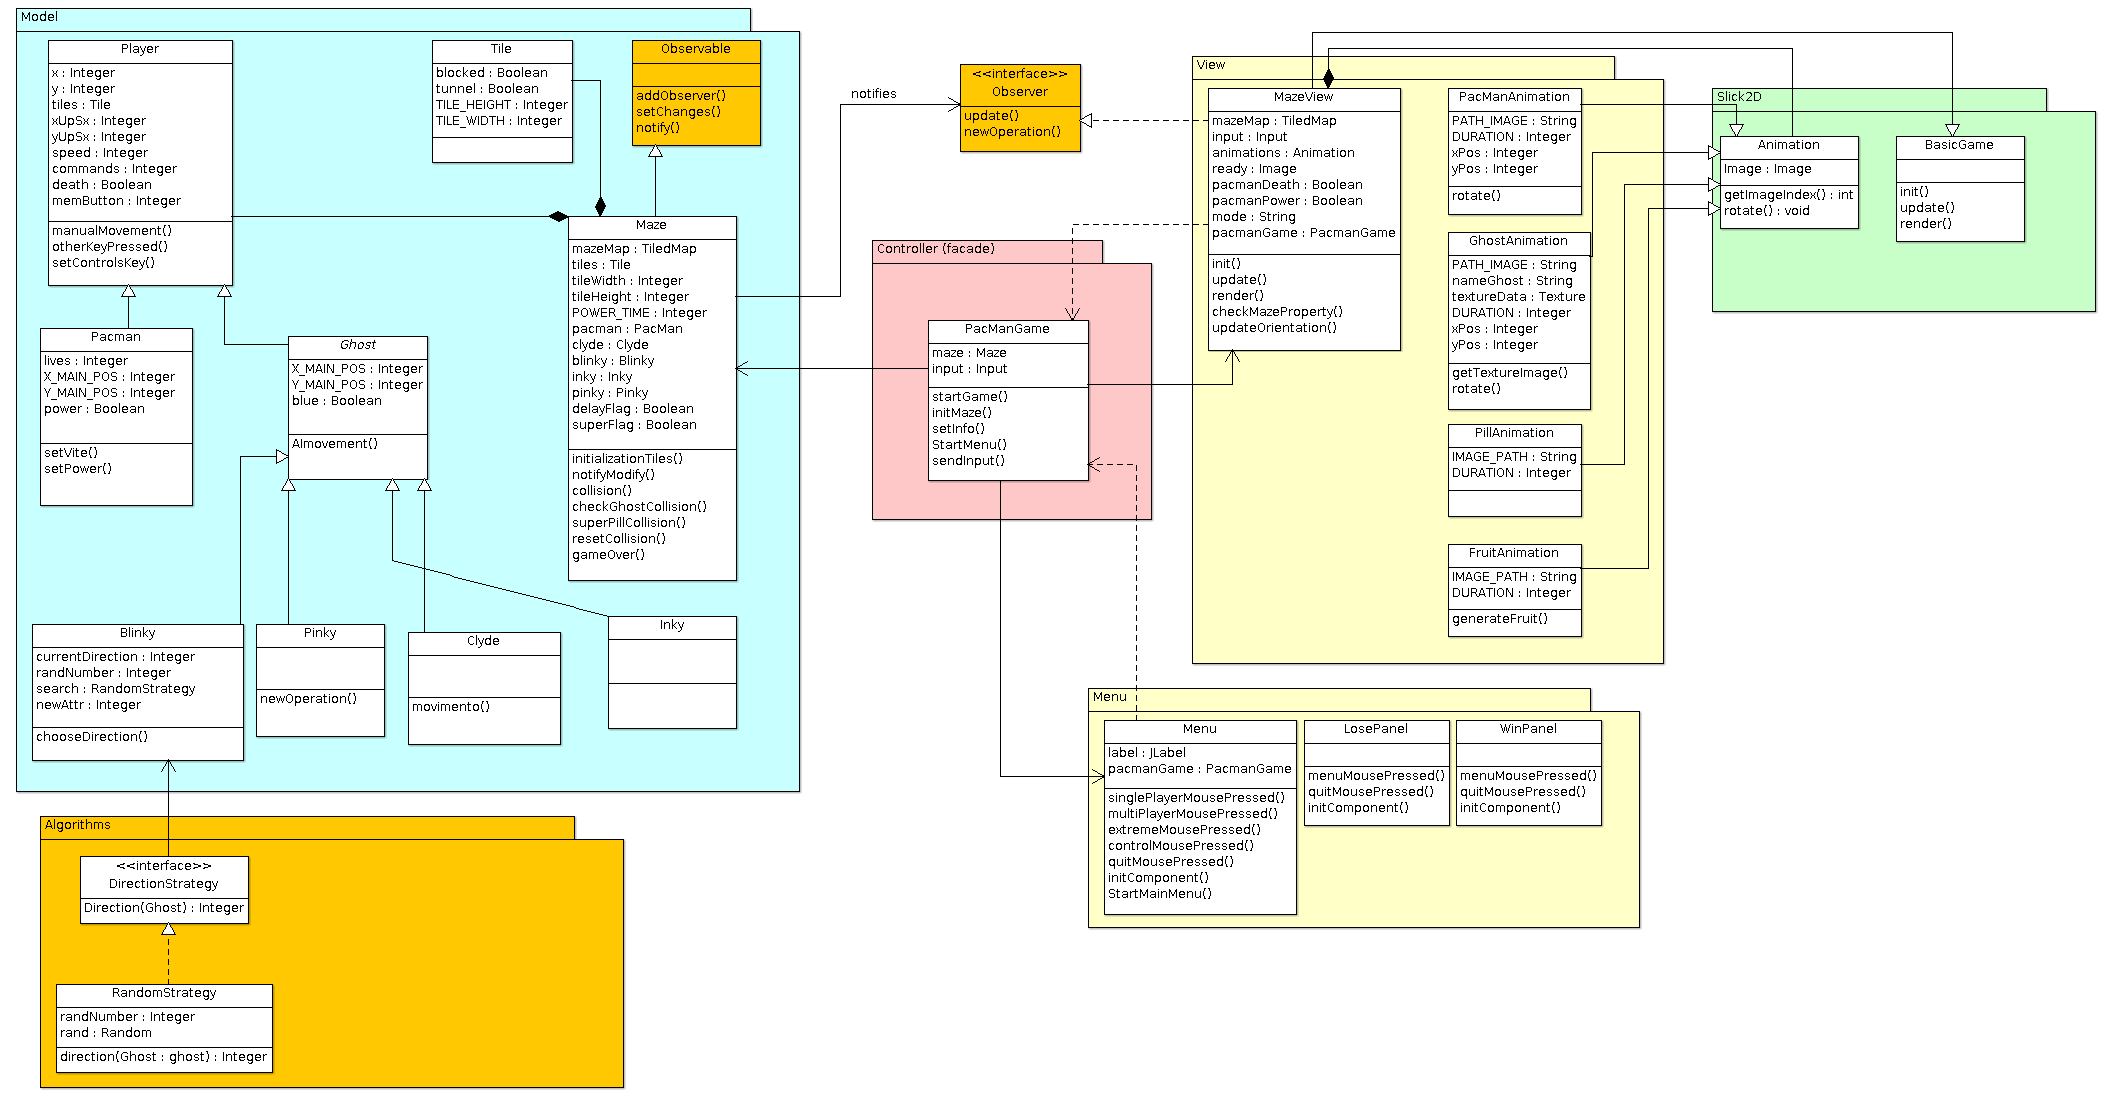 Model
Player
x : Integer
y : Integer
tiles : Tile
xUpSx : Integer
yUpSx : Integer
speed : Integer
commands : Integer
death : Boolean
memButton : Integer
manualMovement()
otherKeyPressed()
setControlsKey()
Tile
blocked : Boolean
tunnel : Boolean
TILE_HEIGHT : Integer
TILE_WIDTH : Integer
Observable
addObserver()
setChanges()
notify()
Pacman
lives : Integer
X_MAIN_POS : Integer
Y_MAIN_POS : Integer
power : Boolean
setVite()
setPower()
Ghost
X_MAIN_POS : Integer
Y_MAIN_POS : Integer
blue : Boolean
AImovement()
Maze
mazeMap : TiledMap
tiles : Tile
tileWidth : Integer
tileHeight : Integer
POWER_TIME : Integer
pacman : PacMan
clyde : Clyde
blinky : Blinky
inky : Inky
pinky : Pinky
delayFlag : Boolean
superFlag : Boolean
initializationTiles()
notifyModify()
collision()
checkGhostCollision()
superPillCollision()
resetCollision()
gameOver()
Blinky
currentDirection : Integer
randNumber : Integer
search : RandomStrategy
newAttr : Integer
chooseDirection()
Pinky
newOperation()
Clyde
movimento()
Inky
Algorithms
<<interface>>
DirectionStrategy
Direction(Ghost) : Integer
RandomStrategy
randNumber : Integer
rand : Random
direction(Ghost : ghost) : Integer
notifies
<<interface>>
Observer
update()
newOperation()
Controller (facade)
PacManGame
maze : Maze
input : Input
startGame()
initMaze()
setInfo()
StartMenu()
sendInput()
View
MazeView
mazeMap : TiledMap
input : Input
animations : Animation
ready : Image
pacmanDeath : Boolean
pacmanPower : Boolean
mode : String
pacmanGame : PacmanGame
init()
update()
render()
checkMazeProperty()
updateOrientation()
PacManAnimation
PATH_IMAGE : String
DURATION : Integer
xPos : Integer
yPos : Integer
rotate()
GhostAnimation
PATH_IMAGE : String
nameGhost : String
textureData : Texture
DURATION : Integer
xPos : Integer
yPos : Integer
getTextureImage()
rotate()
PillAnimation
IMAGE_PATH : String
DURATION : Integer
FruitAnimation
IMAGE_PATH : String
DURATION : Integer
generateFruit()
Slick2D
Animation
Image : Image
getImageIndex() : int
rotate() : void
BasicGame
init()
update()
render()
Menu
Menu
label : JLabel
pacmanGame : PacmanGame
singlePlayerMousePressed()
multiPlayerMousePressed()
extremeMousePressed()
controlMousePressed()
quitMousePressed()
initComponent()
StartMainMenu()
LosePanel
menuMousePressed()
quitMousePressed()
initComponent()
WinPanel
menuMousePressed()
quitMousePressed()
initComponent()